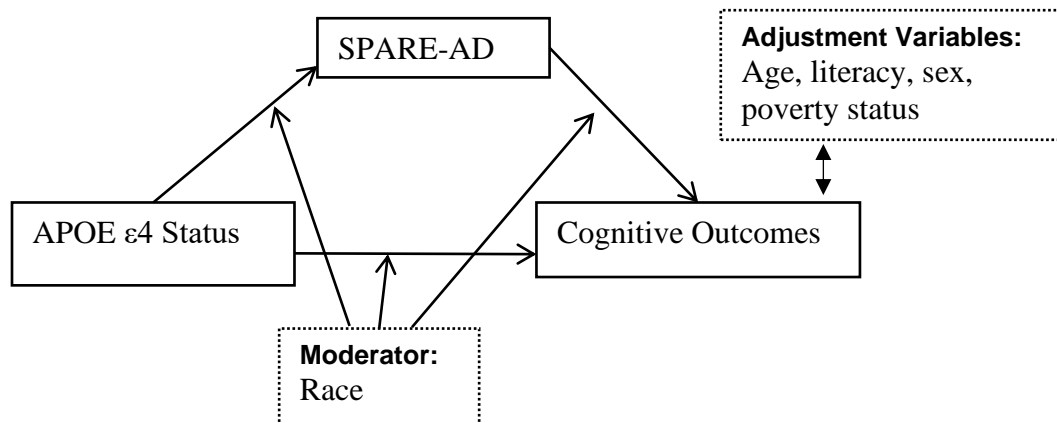 SPARE-AD
Adjustment Variables:
Age, literacy, sex,
poverty status
APOE ε4 Status
Cognitive Outcomes
Moderator:
Race